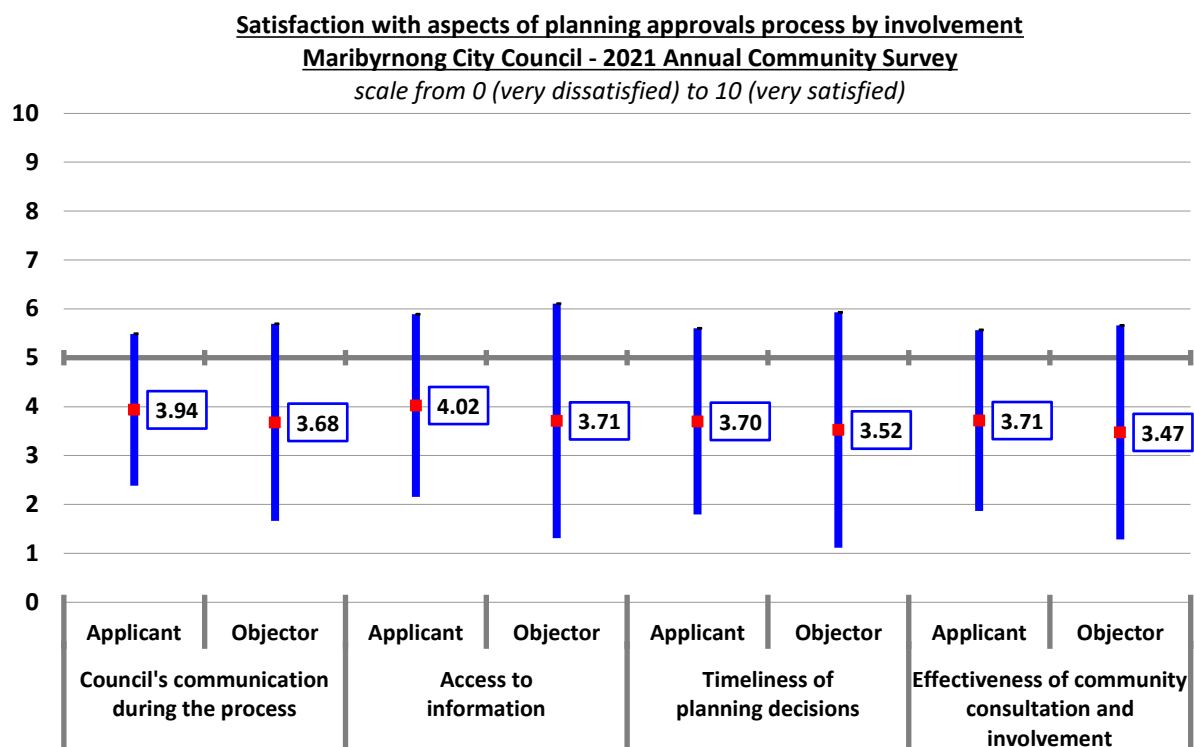 Satisfaction with aspects of planning approvals process by involvement
Maribyrnong City Council - 2021 Annual Community Survey
scale from 0 (very dissatisfied) to 10 (very satisfied)
10
9
8
7
6
5
4
3
2
1
0
3.94
3.68
4.02
3.71
3.70
3.52
3.71
3.47
Applicant Objector Applicant Objector Applicant Objector Applicant Objector
Council's communication
during the process
Access to
information
Timeliness of
planning decisions
Effectiveness of community
consultation and
involvement